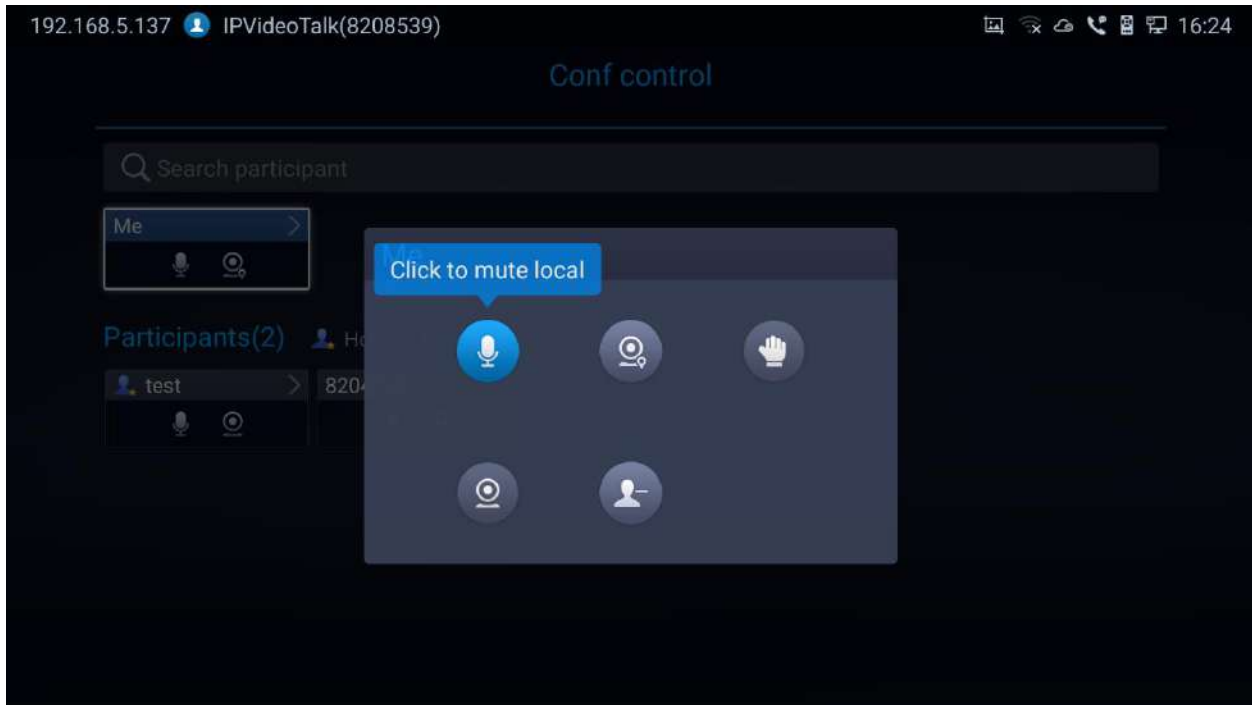 192.168.5.137 IPVideoTalk(8208539) 16:24
Conf control
Search participant
Me
Me
Click to mute local
Participants(2)
test